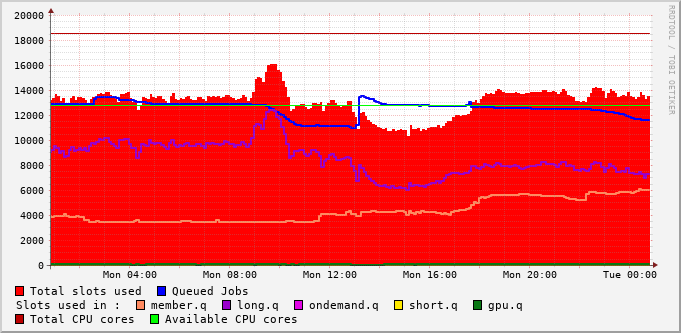 20000
18000
16000
14000
12000
10000
8000
6000
4000
2000
0
Mon 04:00 Mon 08:00 Mon 12:00 Mon 16:00 Mon 20:00 Tue 00:00
RRDTOOL / TOBI OETIKER
Total slots used Queued Jobs
Slots used in : member.q long.q ondemand.q short.q gpu.q
Total CPU cores Available CPU cores